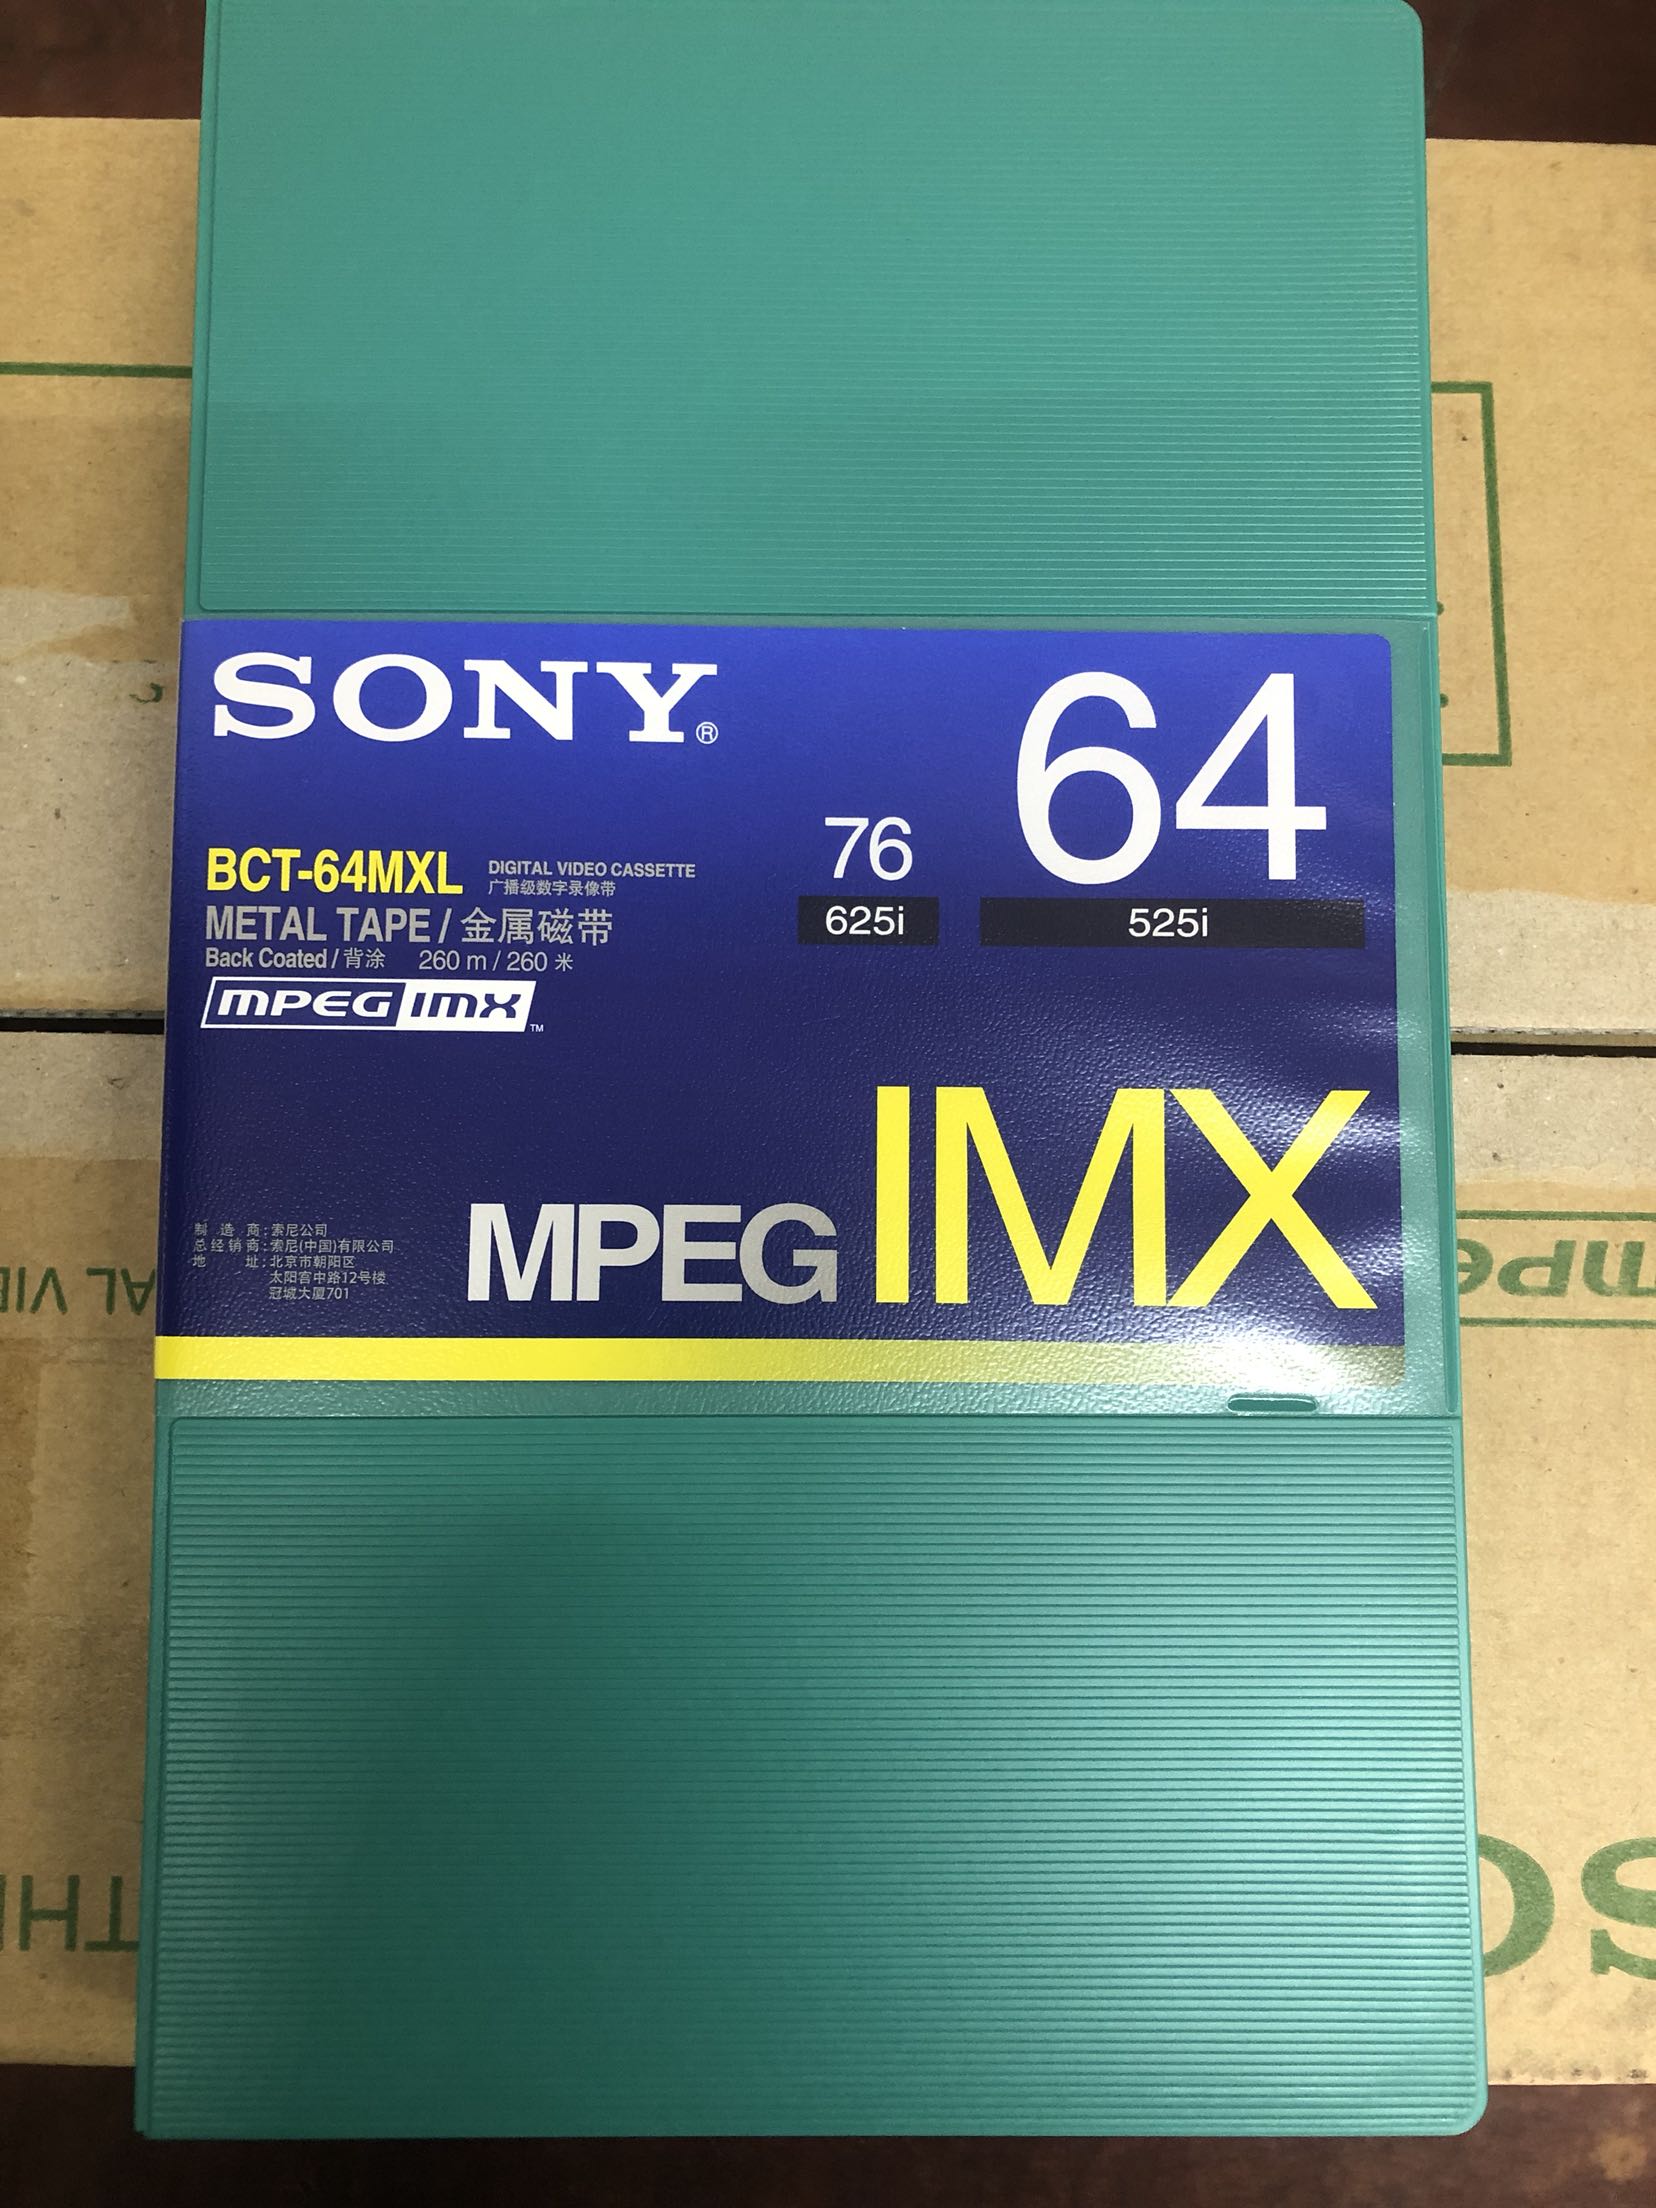 SONY®
64
76
625i
525i
BCT-64MXL
DIGITAL VIDEO CASSETTE
广播级数字录像带
METAL TAPE / 金属磁带
Back Coated / 背涂 260 m / 260 米
MPEG IMX™
MPEG IMX
制 造 商:索尼公司
总经销商:索尼(中国)有限公司
地 址:北京市朝阳区
太阳宫中路12号楼
冠城大厦701